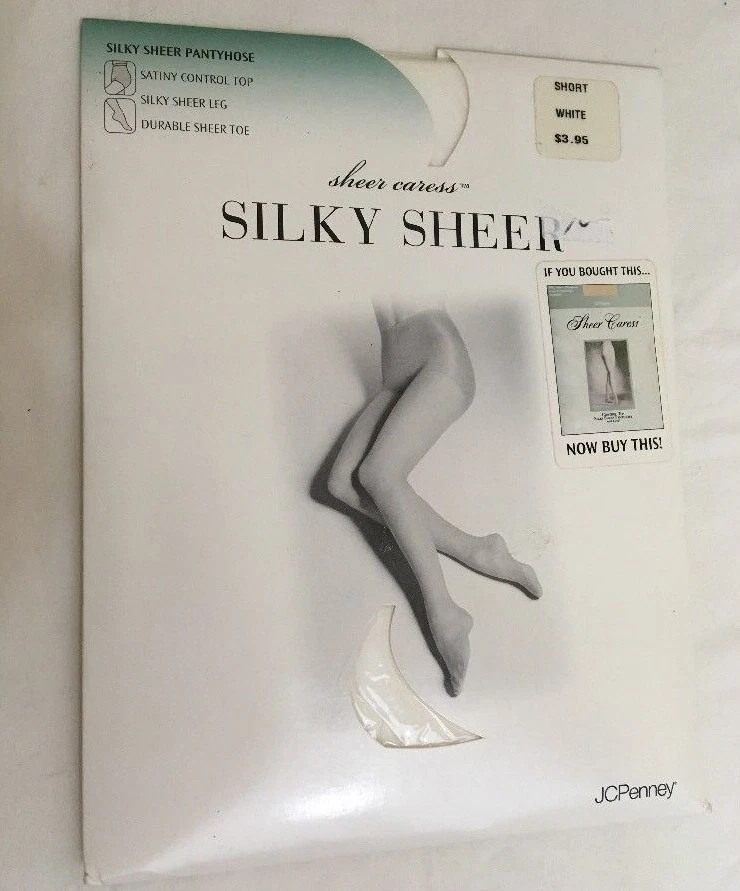 SILKY SHEER PANTYHOSE
SATINY CONTROL TOP
SILKY SHEER LEG
DURABLE SHEER TOE
SHORT
WHITE
$3.95
sheer caress™
SILKY SHEER
IF YOU BOUGHT THIS...
Sheer Caress
NOW BUY THIS!
JCPenney